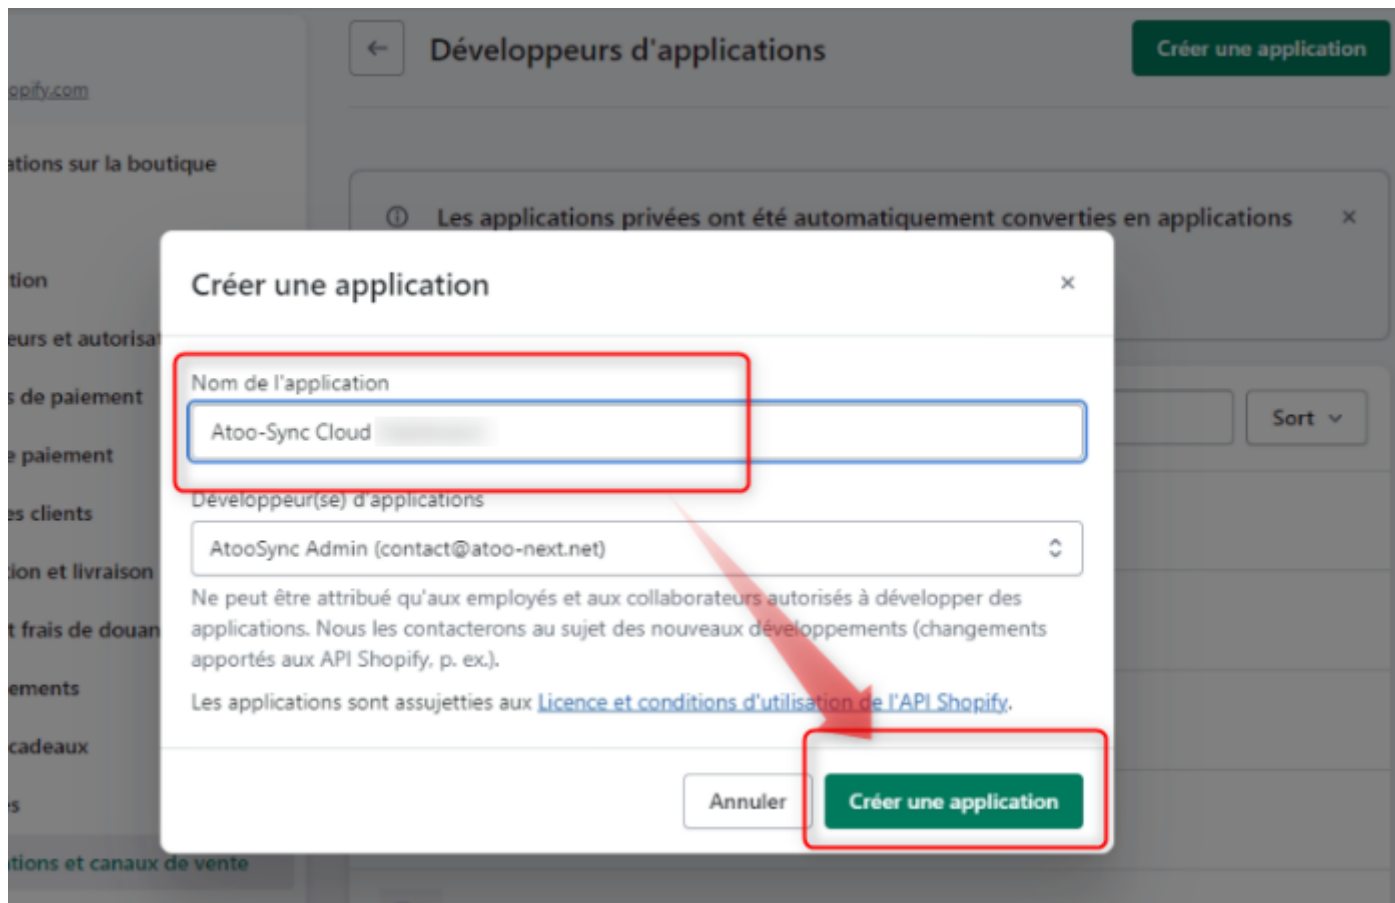 Développeurs d'applications
Créer une application
opify.com
ations sur la boutique
Les applications privées ont été automatiquement converties en applications
tion
eurs et autorisat
s de paiement
e paiement
es clients
ion et livraison
t frais de douan
ements
cadeaux
s
tions et canaux de vente
Sort
Créer une application
Nom de l'application
Atoo-Sync Cloud
Développeur(se) d'applications
AtooSync Admin (contact@atoo-next.net)
Ne peut être attribué qu'aux employés et aux collaborateurs autorisés à développer des
applications. Nous les contacterons au sujet des nouveaux développements (changements
apportés aux API Shopify, p. ex.).
Les applications sont assujetties aux Licence et conditions d'utilisation de l'API Shopify.
Annuler
Créer une application